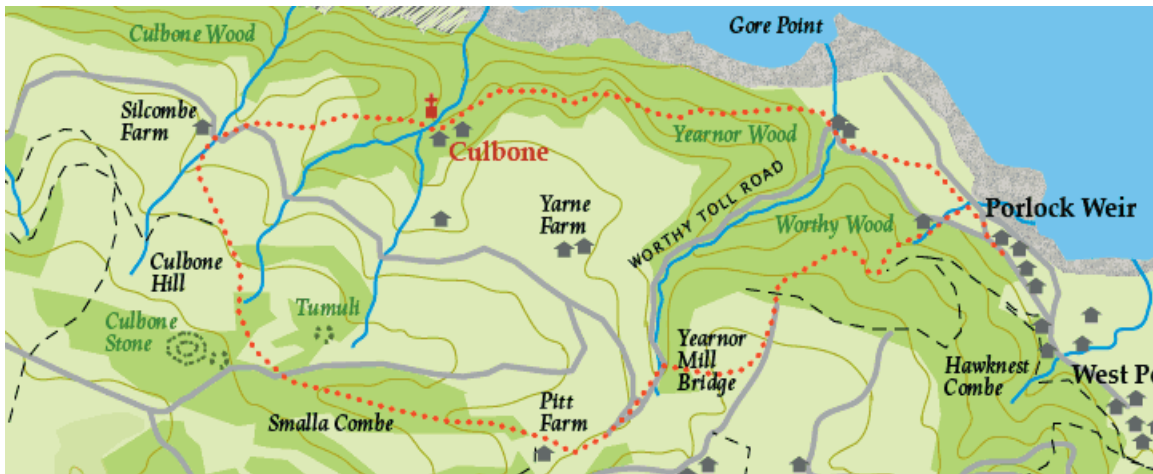 Culbone Wood
Gore Point
Silcombe
Farm
Culbone
Yearnor Wood
WORTHY TOLL ROAD
Yarne
Farm
Worthy Wood
Porlock Weir
Culbone
Hill
Culbone
Stone
Tumuli
Yearnor
Mill
Bridge
Hawknest
Combe
West Po
Smalla Combe
Pitt
Farm